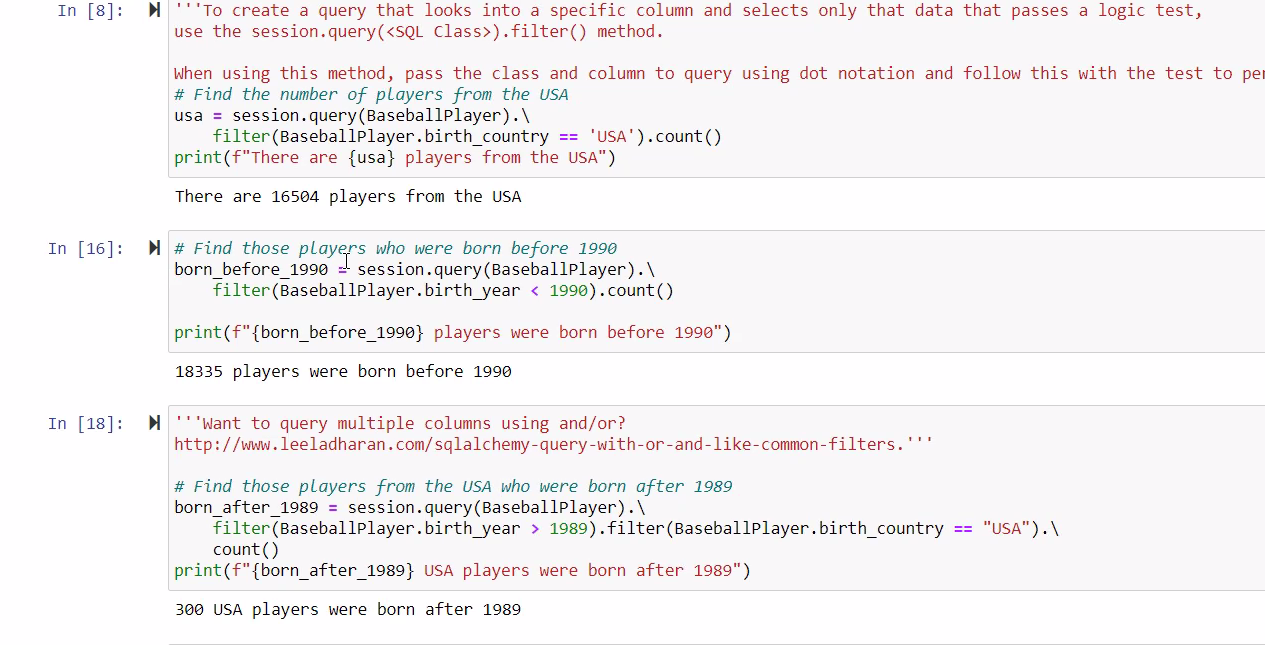 In [8]: '''To create a query that looks into a specific column and selects only that data that passes a logic test,
use the session.query(<SQL Class>).filter() method.
When using this method, pass the class and column to query using dot notation and follow this with the test to
# Find the number of players from the USA
usa = session.query(BaseballPlayer).\
filter(BaseballPlayer.birth_country == 'USA').count()
print(f"There are {usa} players from the USA")
There are 16504 players from the USA
In [16]: # Find those players who were born before 1990
born_before_1990 = session.query(BaseballPlayer).\
filter(BaseballPlayer.birth_year < 1990).count()
print(f"{born_before_1990} players were born before 1990")
18335 players were born before 1990
In [18]: '''Want to query multiple columns using and/or?
http://www.leeladharan.com/sqlalchemy-query-with-or-and-like-common-filters.'''
# Find those players from the USA who were born after 1989
born_after_1989 = session.query(BaseballPlayer).\
filter(BaseballPlayer.birth_year > 1989).filter(BaseballPlayer.birth_country == "USA").\
count()
print(f"{born_after_1989} USA players were born after 1989")
300 USA players were born after 1989